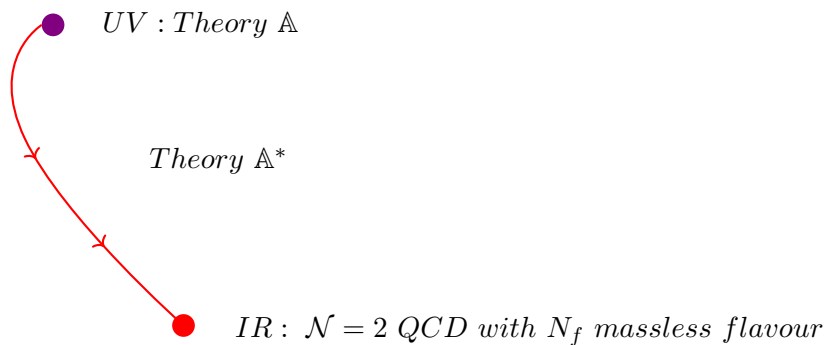 UV : Theory 𝔸
Theory 𝔸*
IR : 𝒩 = 2 QCD with N_f massless flavour